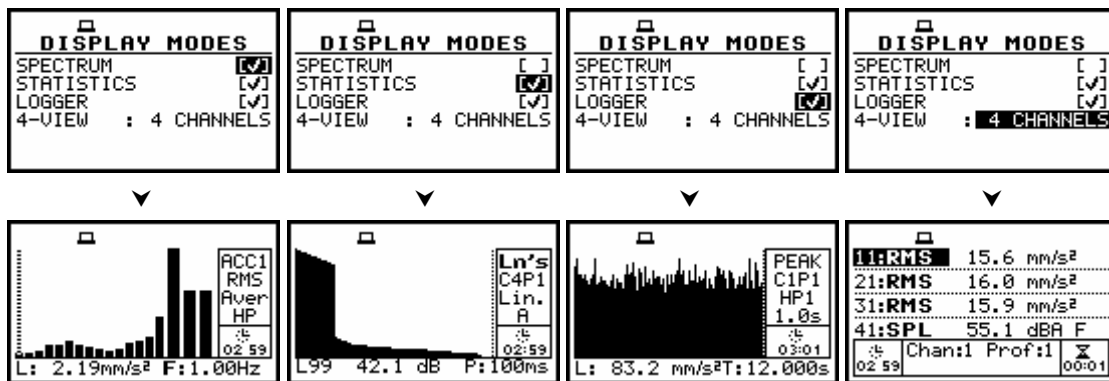 DISPLAY MODES
SPECTRUM [✓]
STATISTICS [✓]
LOGGER [✓]
4-VIEW : 4 CHANNELS
DISPLAY MODES
SPECTRUM [ ]
STATISTICS [✓]
LOGGER [✓]
4-VIEW : 4 CHANNELS
DISPLAY MODES
SPECTRUM [ ]
STATISTICS [✓]
LOGGER [✓]
4-VIEW : 4 CHANNELS
DISPLAY MODES
SPECTRUM [ ]
STATISTICS [✓]
LOGGER [✓]
4-VIEW : 4 CHANNELS
ACC1
RMS
Aver
HP
02 59
L: 2.19mm/s² F:1.00Hz
Ln's
C4P1
Lin.
A
02:59
L99 42.1 dB P:100ms
PEAK
C1P1
HP1
1.0s
03:01
L: 83.2 mm/s²T:12.000s
11:RMS 15.6 mm/s²
21:RMS 16.0 mm/s²
31:RMS 15.9 mm/s²
41:SPL 55.1 dBA F
02 59 Chan:1 Prof:1 00:01